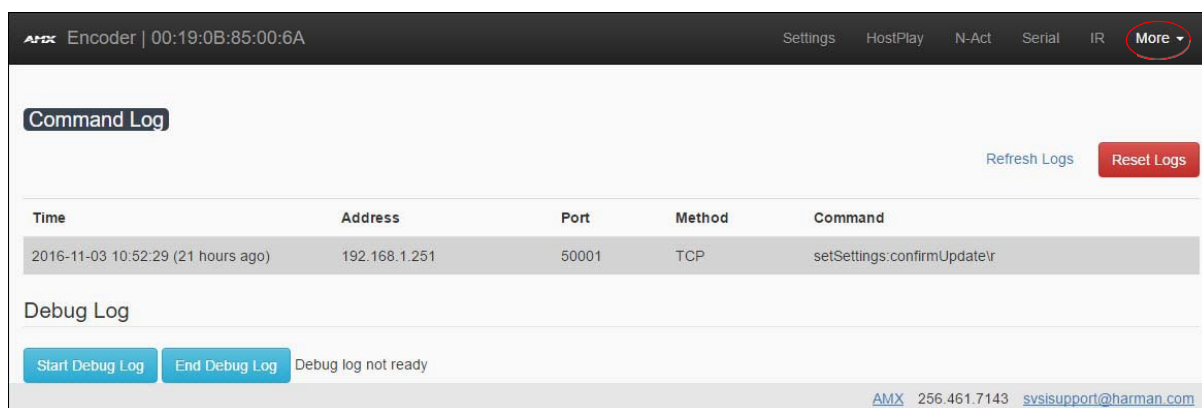 AMX Encoder | 00:19:0B:85:00:6A Settings HostPlay N-Act Serial IR More
Command Log
Refresh Logs Reset Logs
Time Address Port Method Command
2016-11-03 10:52:29 (21 hours ago) 192.168.1.251 50001 TCP setSettings:confirmUpdate\r
Debug Log
Start Debug Log End Debug Log Debug log not ready
AMX 256.461.7143 svsisupport@harman.com